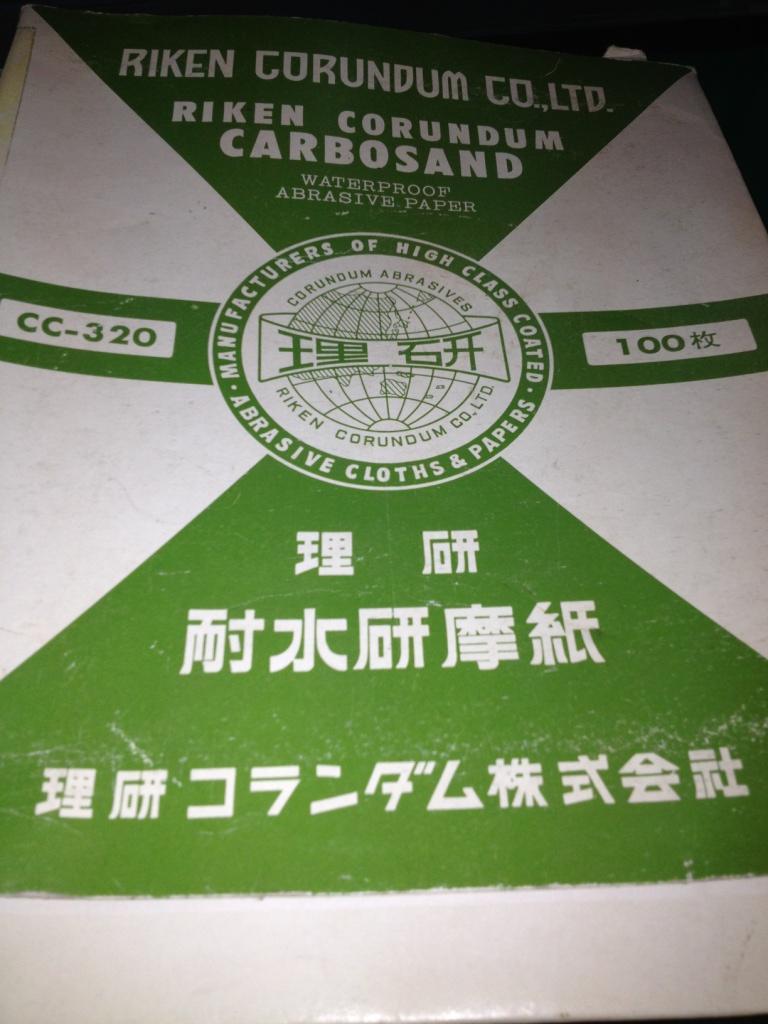 RIKEN CORUNDUM CO.,LTD.
RIKEN CORUNDUM
CARBOSAND
WATERPROOF
ABRASIVE PAPER
MANUFACTURERS OF HIGH CLASS COATED
CORUNDUM ABRASIVES
CC-320
理研
100枚
RIKEN CORUNDUM CO.,LTD.
ABRASIVE CLOTHS & PAPERS
理研
耐水研摩紙
理研コランダム株式会社